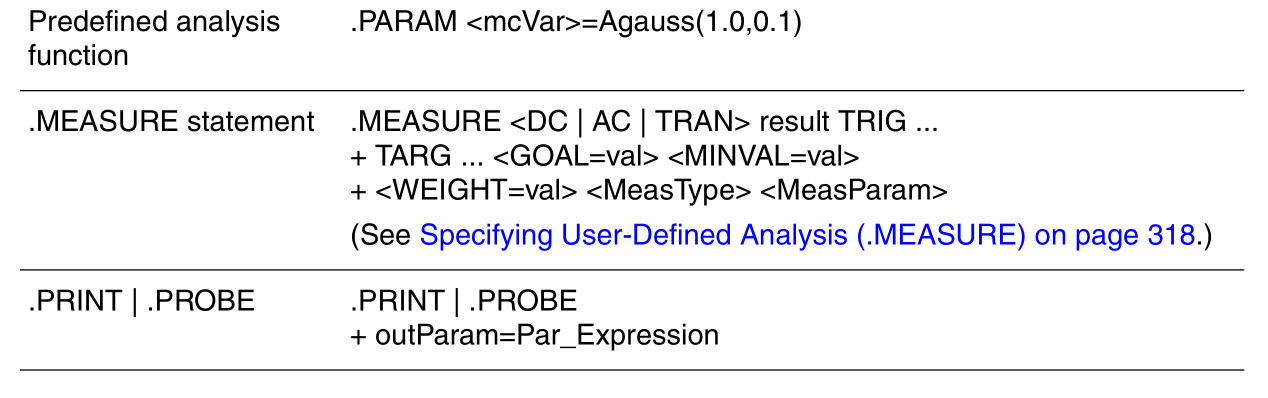 Predefined analysis function
.PARAM <mcVar>=Agauss(1.0,0.1)
.MEASURE statement
.MEASURE <DC | AC | TRAN> result TRIG ...
+ TARG ... <GOAL=val> <MINVAL=val>
+ <WEIGHT=val> <MeasType> <MeasParam>
(See Specifying User-Defined Analysis (.MEASURE) on page 318.)
.PRINT | .PROBE
.PRINT | .PROBE
+ outParam=Par_Expression